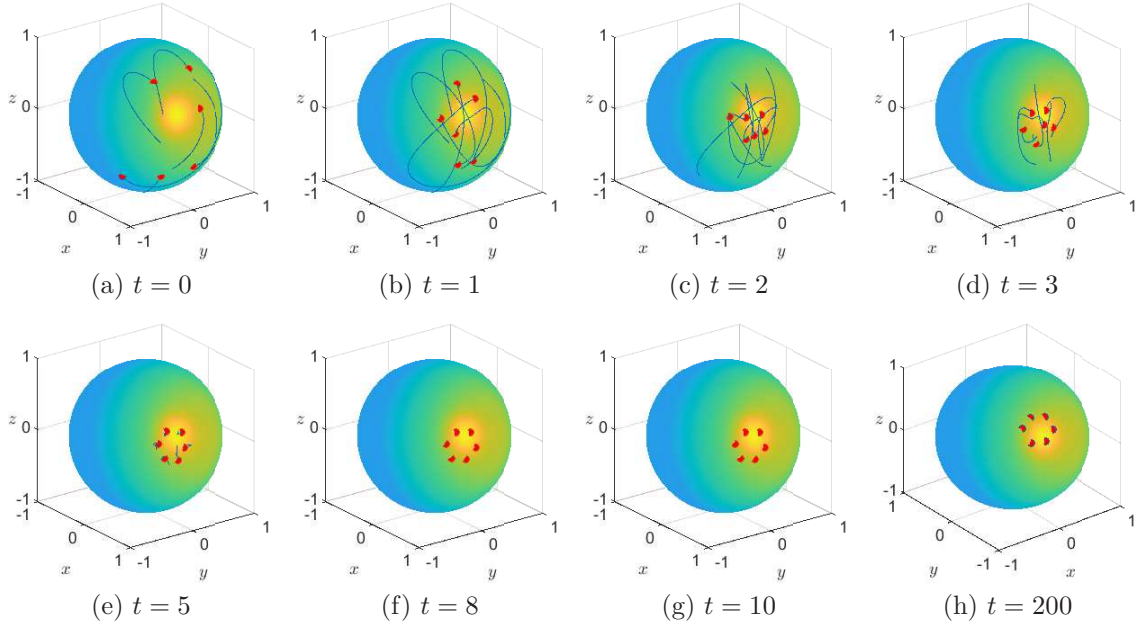 1 1 1 1
z 0 z 0 z 0 z 0
-1 -1 -1 -1
-1 1 -1 1 -1 1 -1 1
0 0 0 0 0 0 0 0
x 1 -1 y x 1 -1 y x 1 -1 y x 1 -1 y
(a) t = 0 (b) t = 1 (c) t = 2 (d) t = 3
1 1 1 1
z 0 z 0 z 0 z 0
-1 -1 -1 -1
-1 1 -1 1 -1 1 1 1
0 0 0 0 0 0 0 0
x 1 -1 y x 1 -1 y x 1 -1 y y -1 -1 x
(e) t = 5 (f) t = 8 (g) t = 10 (h) t = 200